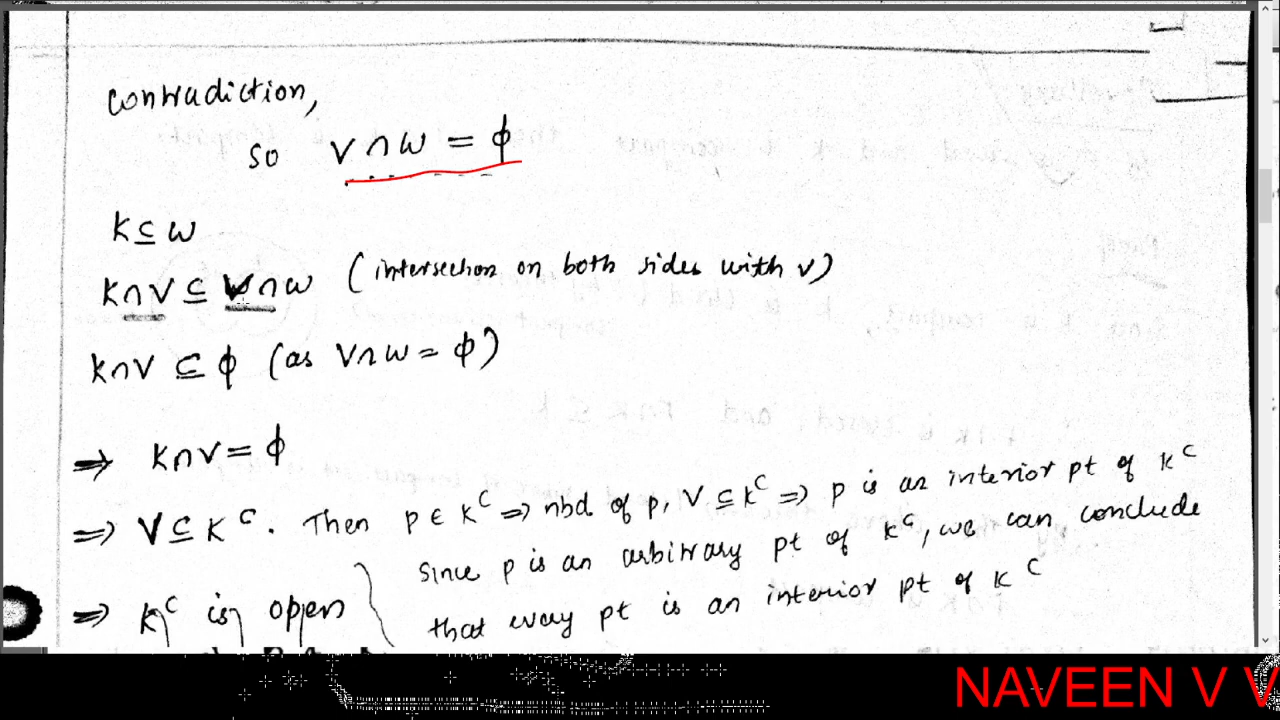 contradiction,
so V∩W = ϕ
K⊆W
K∩V ⊆ V∩W (intersection on both sides with V)
K∩V ⊆ ϕ (as V∩W = ϕ)
⇒ K∩V = ϕ
⇒ V⊆K^C. Then p ∈ K^C ⇒ nbd of p, V⊆K^C ⇒ p is an interior pt of K^C
since p is an arbitrary pt of K^C, we can conclude
that every pt is an interior pt of K^C
⇒ K^C is open
NAVEEN V V